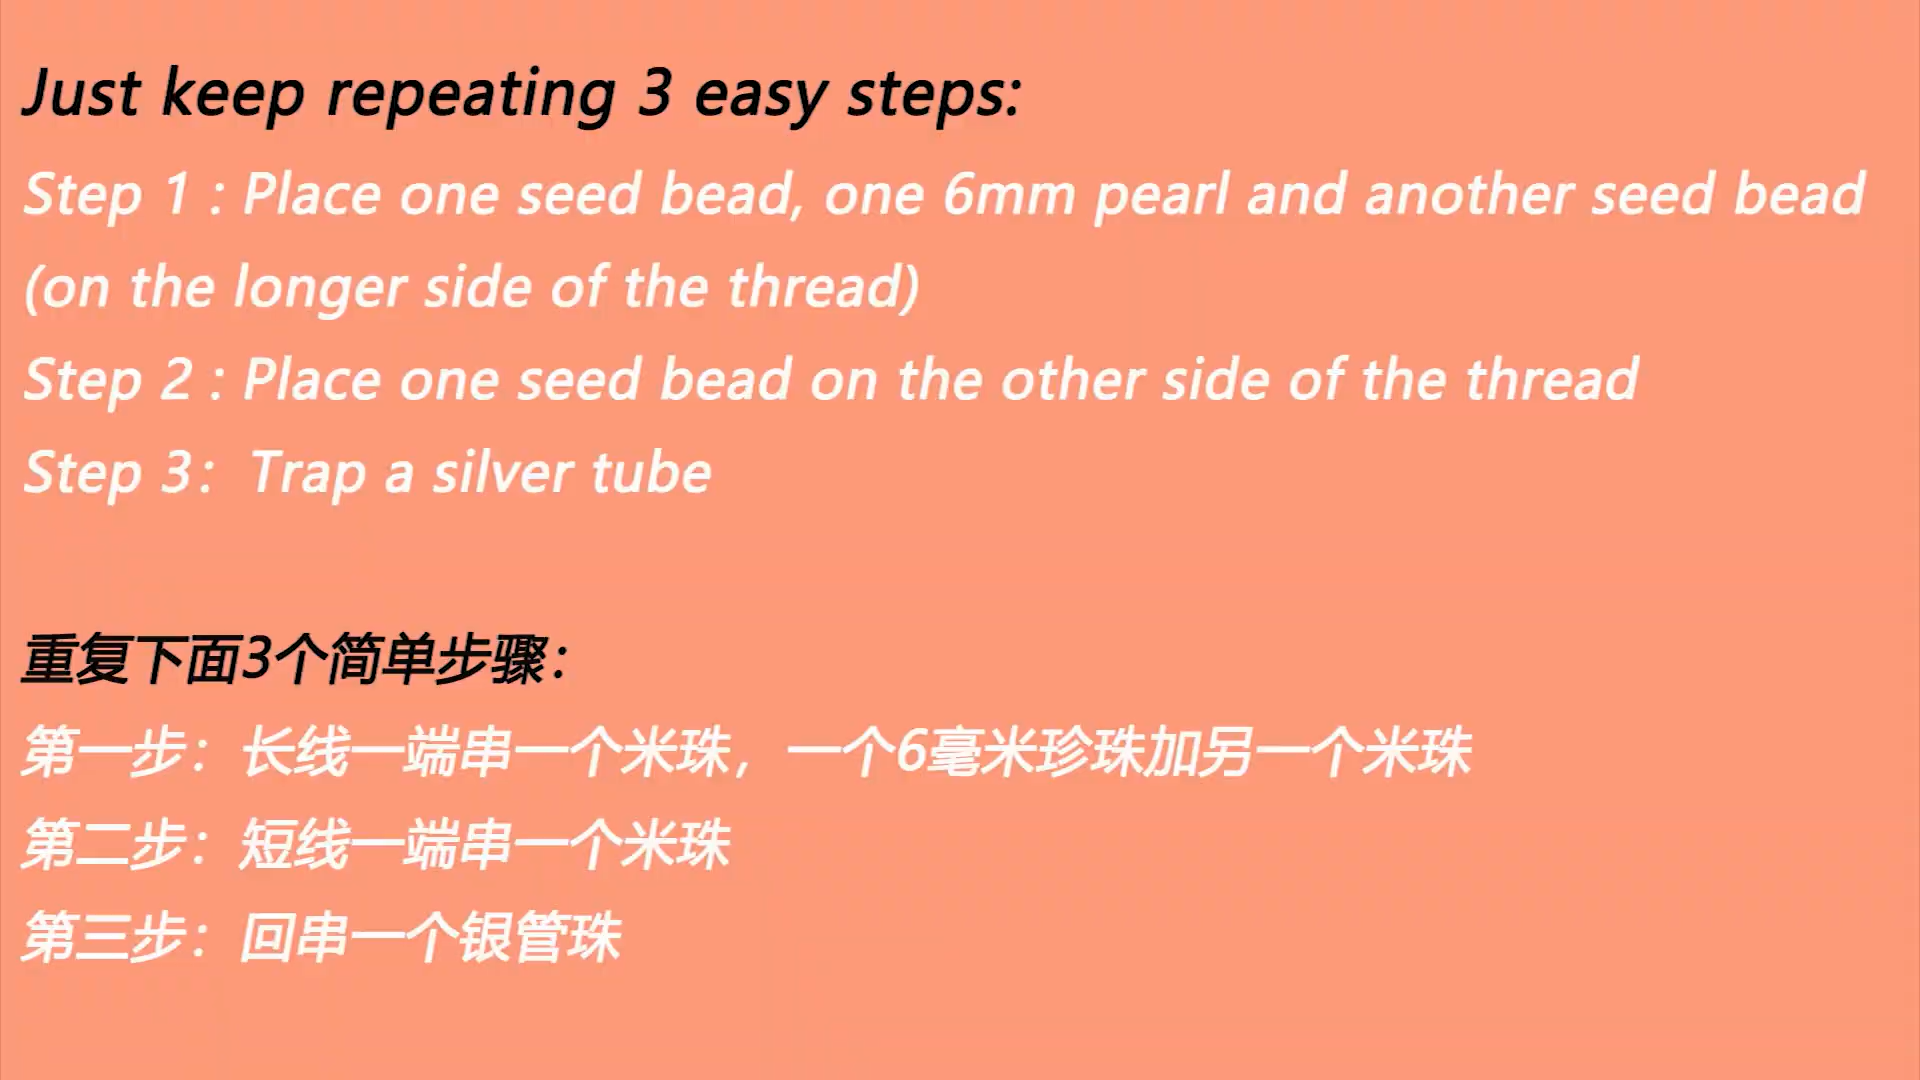 Just keep repeating 3 easy steps:
Step 1 : Place one seed bead, one 6mm pearl and another seed bead
(on the longer side of the thread)
Step 2 : Place one seed bead on the other side of the thread
Step 3：Trap a silver tube
重复下面3个简单步骤：
第一步：长线一端串一个米珠，一个6毫米珍珠加另一个米珠
第二步：短线一端串一个米珠
第三步：回串一个银管珠